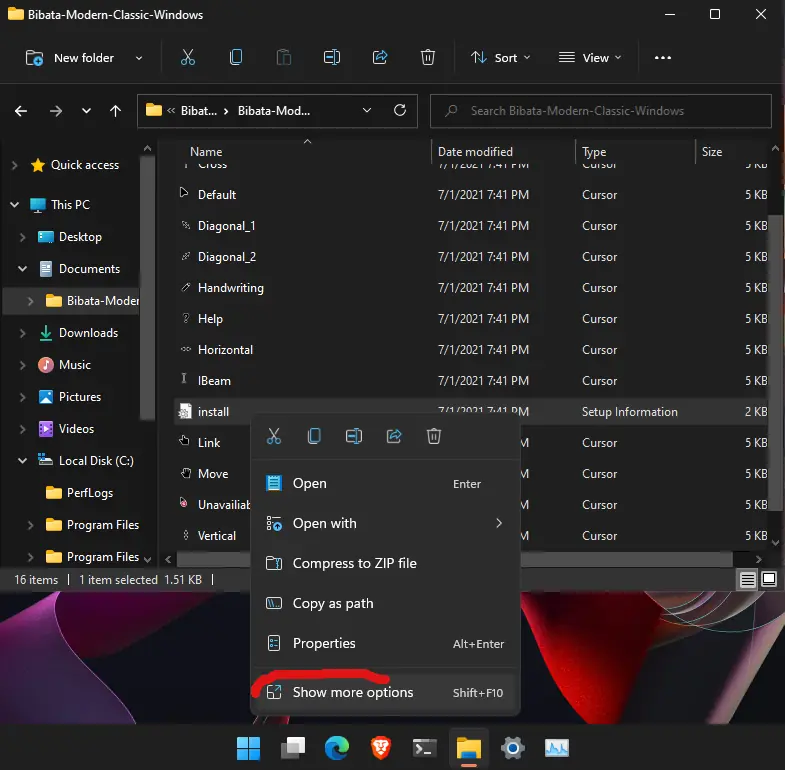 Bibata-Modern-Classic-Windows
New folder Sort View
« Bibat... > Bibata-Mod... Search Bibata-Modern-Classic-Windows
Name Date modified Type Size
Cross 7/1/2021 7:41 PM Cursor 5 KB
Default 7/1/2021 7:41 PM Cursor 5 KB
Diagonal_1 7/1/2021 7:41 PM Cursor 5 KB
Diagonal_2 7/1/2021 7:41 PM Cursor 5 KB
Handwriting 7/1/2021 7:41 PM Cursor 5 KB
Help 7/1/2021 7:41 PM Cursor 5 KB
Horizontal 7/1/2021 7:41 PM Cursor 5 KB
IBeam 7/1/2021 7:41 PM Cursor 5 KB
install 7/1/2021 7:41 PM Setup Information 2 KB
Link M Cursor 5 KB
Move M Cursor 5 KB
Unavailab M Cursor 5 KB
Vertical M Cursor 5 KB
Quick access
This PC
Desktop
Documents
Bibata-Moder
Downloads
Music
Pictures
Videos
Local Disk (C:)
PerfLogs
Program Files
Program Files
16 items | 1 item selected 1.51 KB |
Open Enter
Open with >
Compress to ZIP file
Copy as path
Properties Alt+Enter
Show more options Shift+F10